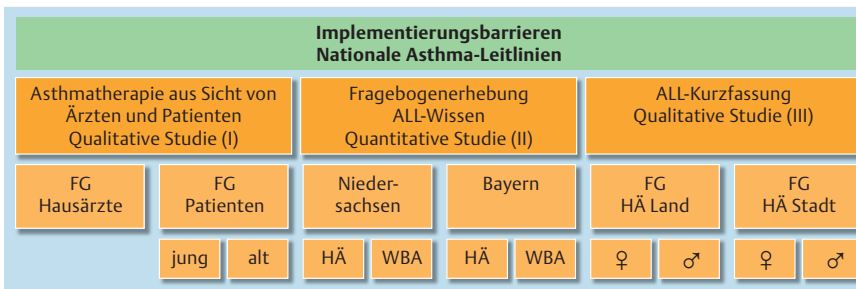 Implementierungsbarrieren
Nationale Asthma-Leitlinien
Asthmatherapie aus Sicht von
Ärzten und Patienten
Qualitative Studie (I)
Fragebogenerhebung
ALL-Wissen
Quantitative Studie (II)
ALL-Kurzfassung
Qualitative Studie (III)
FG
Hausärzte
FG
Patienten
Nieder-
sachsen
Bayern
FG
HÄ Land
FG
HÄ Stadt
jung
alt
HÄ
WBA
HÄ
WBA
♀
♂
♀
♂